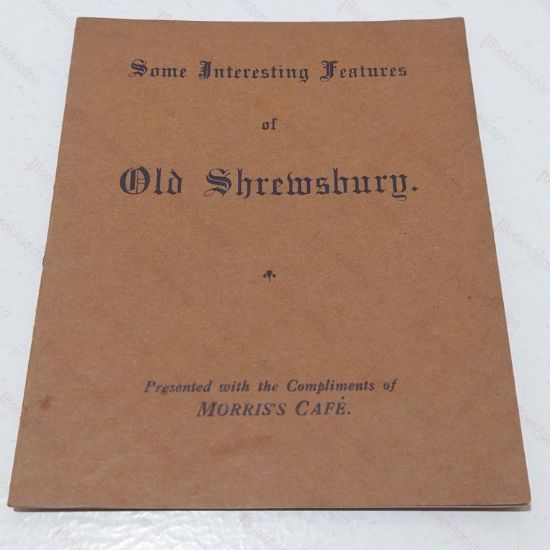 Some Interesting Features
of
Old Shrewsbury.
Presented with the Compliments of
MORRIS'S CAFÉ.